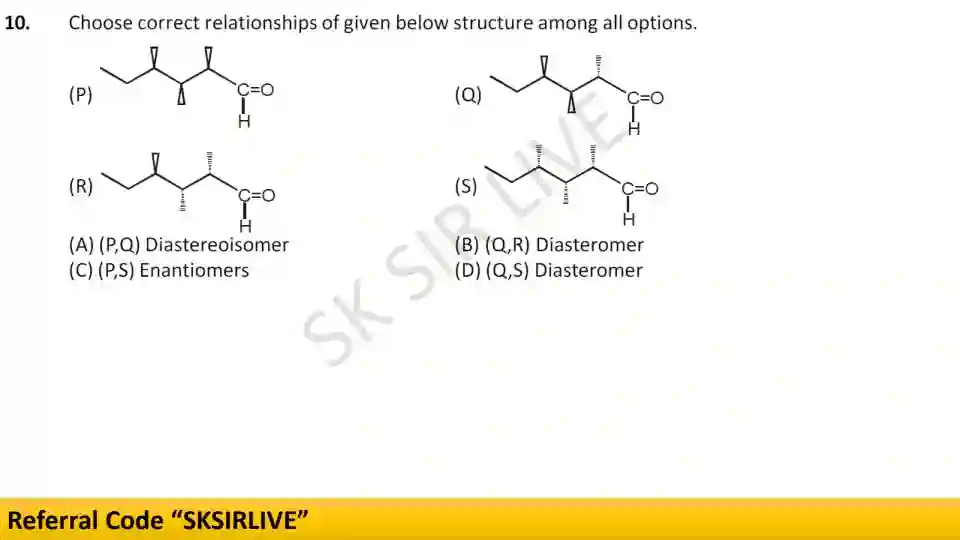 10. Choose correct relationships of given below structure among all options.
(P) C=O H
(Q) C=O H
(R) C=O H
(S) C=O H
(A) (P,Q) Diastereoisomer
(B) (Q,R) Diasteromer
(C) (P,S) Enantiomers
(D) (Q,S) Diasteromer
SK SIR LIVE
Referral Code “SKSIRLIVE”